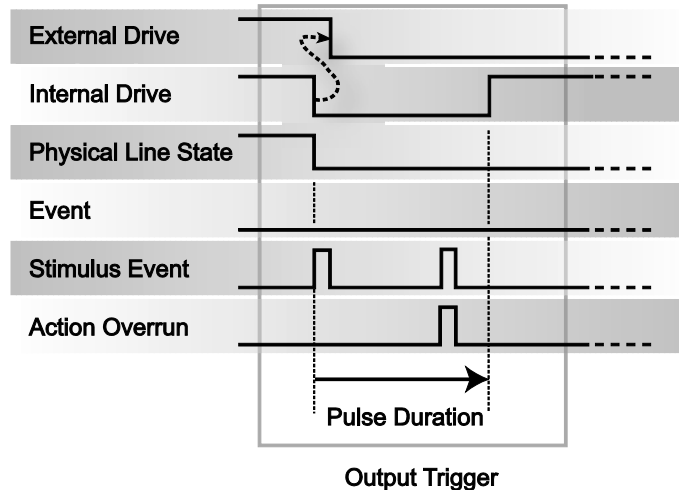 External Drive
Internal Drive
Physical Line State
Event
Stimulus Event
Action Overrun
Pulse Duration
Output Trigger